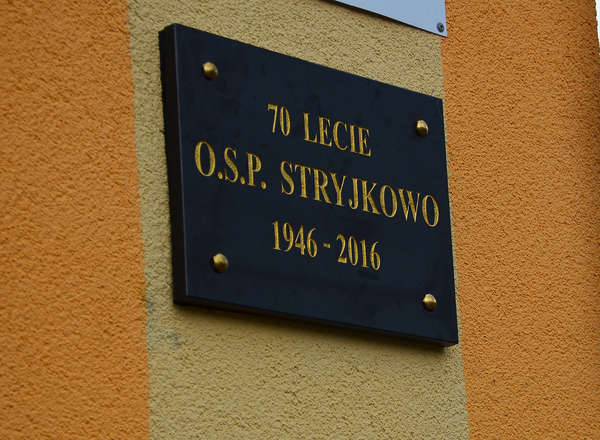 70 LECIE
O.S.P. STRYJKOWO
1946 - 2016